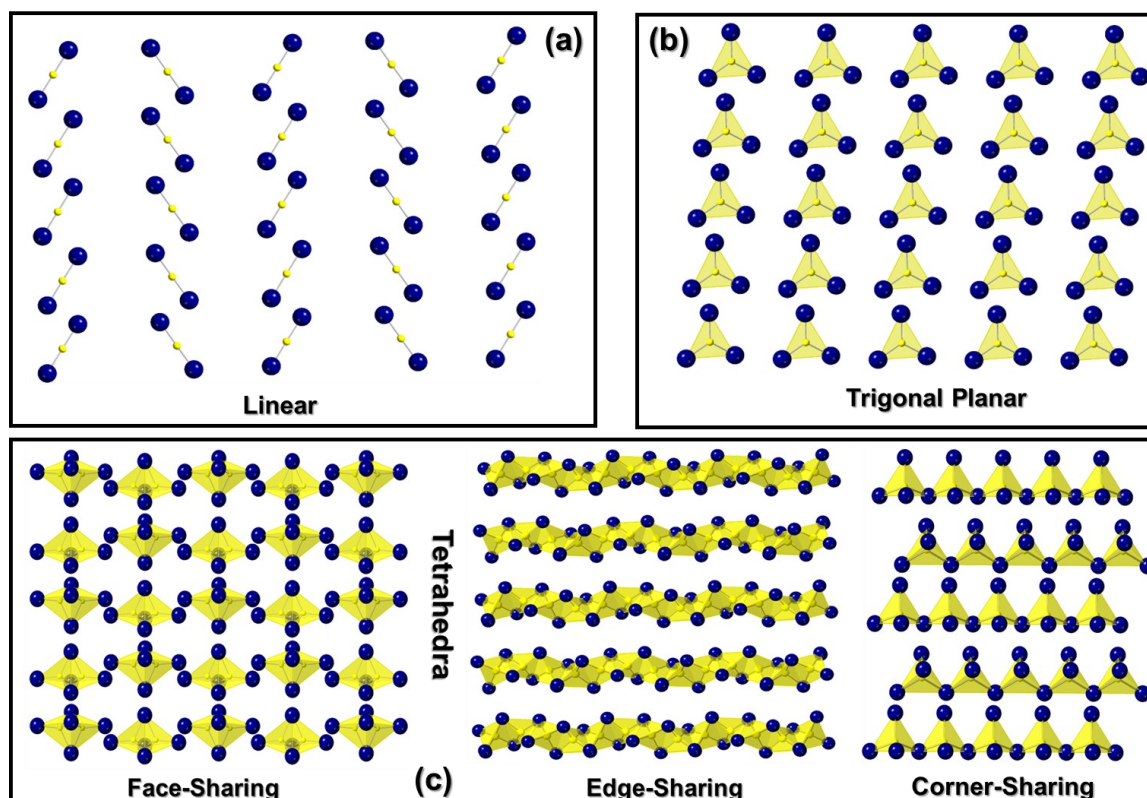 (a)
Linear
(b)
Trigonal Planar
Tetrahedra
Face-Sharing
(c)
Edge-Sharing
Corner-Sharing